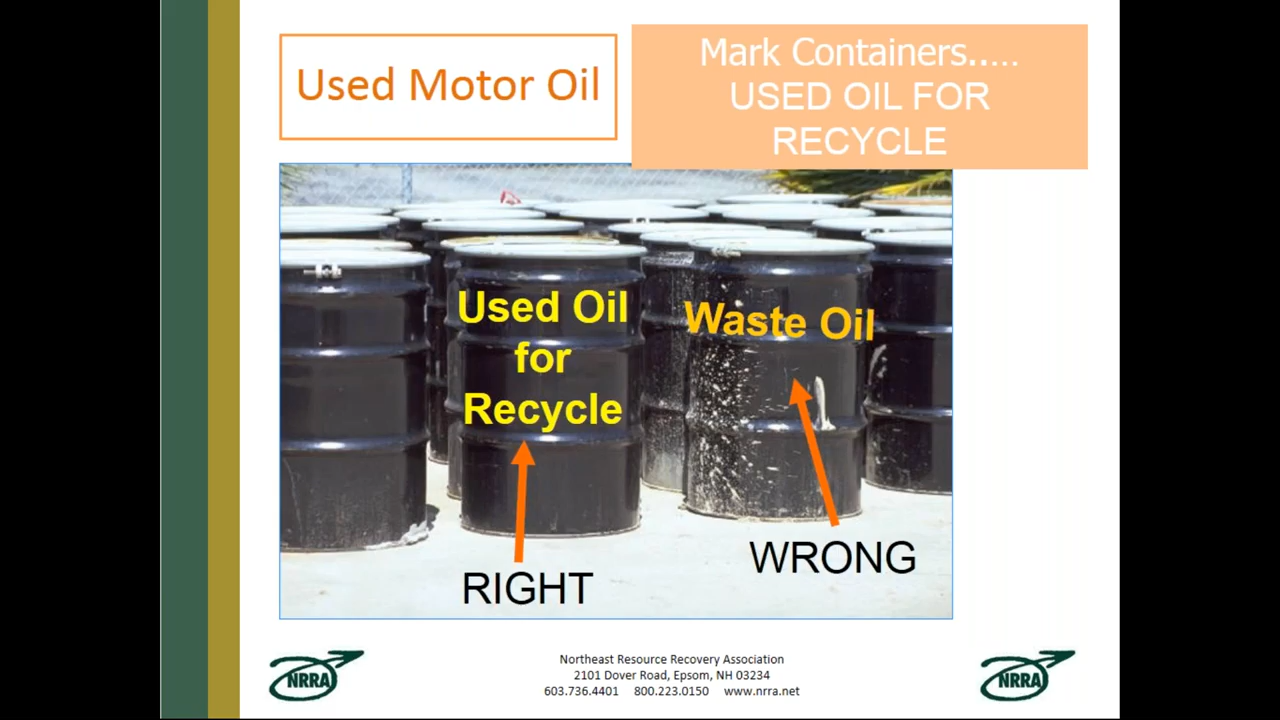 Used Motor Oil
Mark Containers.....
USED OIL FOR
RECYCLE
Used Oil
for
Recycle
Waste Oil
RIGHT
WRONG
NRRA
Northeast Resource Recovery Association
2101 Dover Road, Epsom, NH 03234
603.736.4401 800.223.0150 www.nrra.net
NRRA